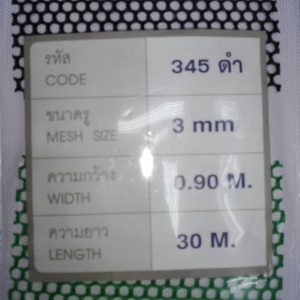 รหัส
CODE
345 ดำ
ขนาดรู
MESH SIZE
3 mm
ความกว้าง
WIDTH
0.90 M.
ความยาว
LENGTH
30 M.